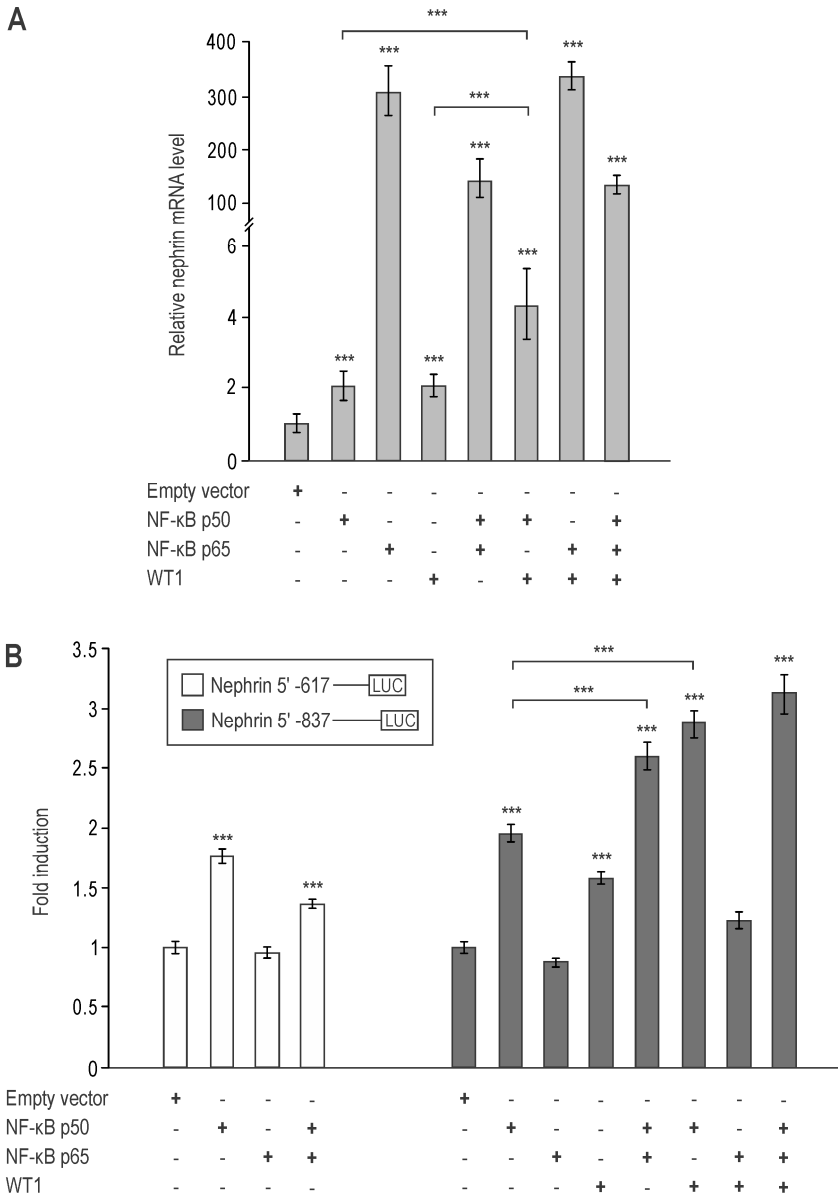 A
***
400
***
***
300
***
***
200
***
100
***
6
4
***
***
2
0
Relative nephrin mRNA level
Empty vector + - - - - - - -
NF-κB p50 - + - - + + - +
NF-κB p65 - - + - + - + +
WT1 - - - + - + + +
B
3.5
Nephrin 5' -617 LUC
Nephrin 5' -837 LUC
***
***
***
3
***
***
2.5
2
***
***
***
1.5
***
1
0.5
0
Fold induction
Empty vector + - - - + - - - - - - -
NF-κB p50 - + - + - + - - + + - +
NF-κB p65 - - + + - - + - + - + +
WT1 - - - - - - - + - + + +